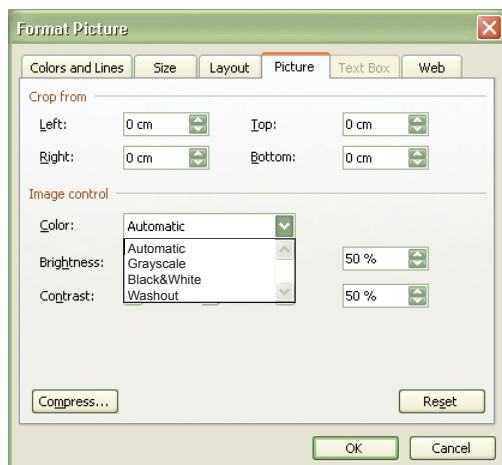 Format Picture
Colors and Lines Size Layout Picture Text Box Web
Crop from
Left: 0 cm Top: 0 cm
Right: 0 cm Bottom: 0 cm
Image control
Color: Automatic
Automatic
Grayscale
Black&White
Washout
Brightness: 50 %
Contrast: 50 %
Compress... Reset
OK Cancel